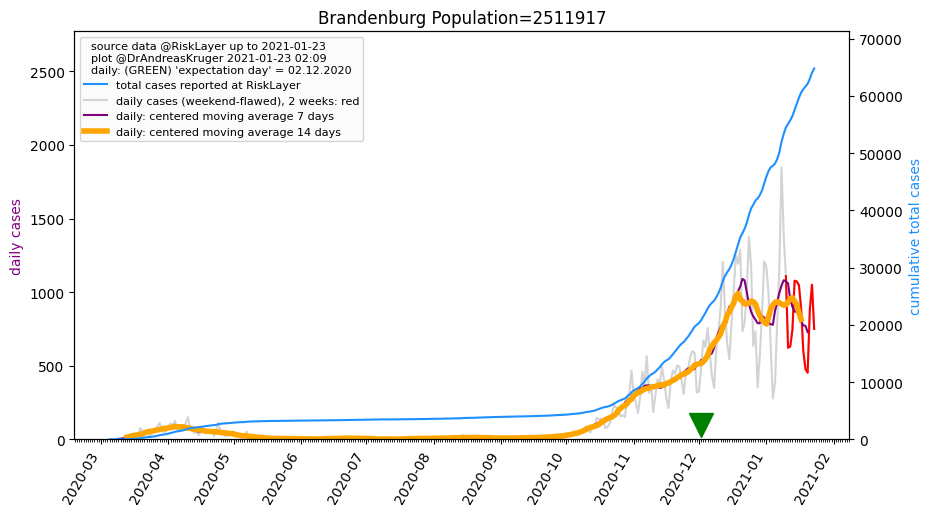 Brandenburg Population=2511917
source data @RiskLayer up to 2021-01-23
plot @DrAndreasKruger 2021-01-23 02:09
daily: (GREEN) 'expectation day' = 02.12.2020
total cases reported at RiskLayer
daily cases (weekend-flawed), 2 weeks: red
daily: centered moving average 7 days
daily: centered moving average 14 days
daily cases
2500
2000
1500
1000
500
0
70000
60000
50000
40000
30000
20000
10000
0
cumulative total cases
2020-03
2020-04
2020-05
2020-06
2020-07
2020-08
2020-09
2020-10
2020-11
2020-12
2021-01
2021-02